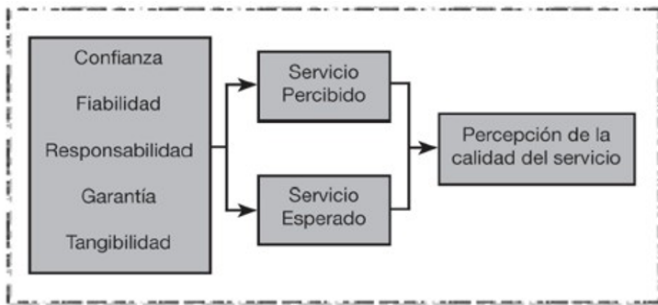 Confianza
Fiabilidad
Responsabilidad
Garantía
Tangibilidad
Servicio
Percibido
Servicio
Esperado
Percepción de la
calidad del servicio